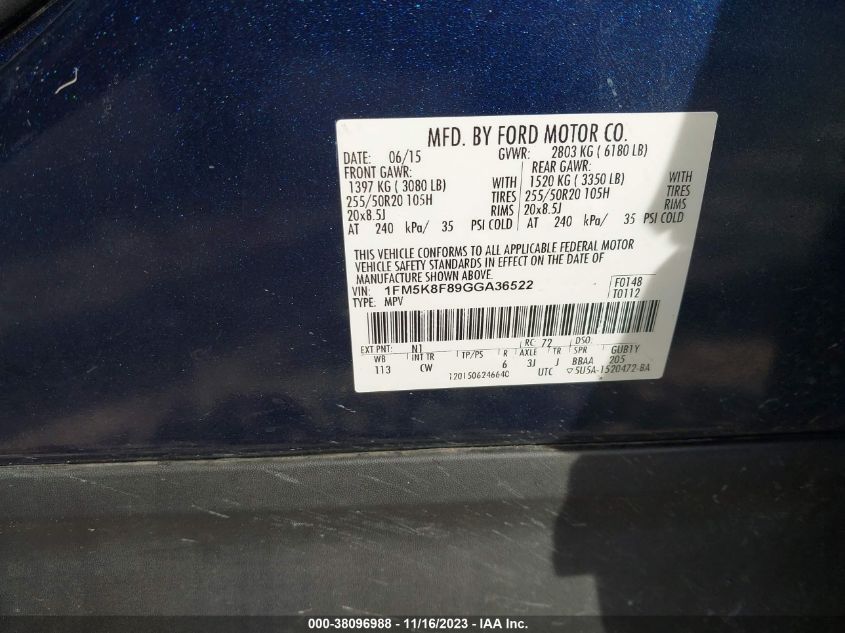 MFD. BY FORD MOTOR CO.
DATE: 06/15 GVWR: 2803 KG ( 6180 LB)
FRONT GAWR: REAR GAWR:
1397 KG ( 3080 LB) WITH 1520 KG ( 3350 LB) WITH
255/50R20 105H TIRES 255/50R20 105H TIRES
20x8.5J RIMS 20x8.5J RIMS
AT 240 kPa/ 35 PSI COLD AT 240 kPa/ 35 PSI COLD
THIS VEHICLE CONFORMS TO ALL APPLICABLE FEDERAL MOTOR
VEHICLE SAFETY STANDARDS IN EFFECT ON THE DATE OF
MANUFACTURE SHOWN ABOVE.
VIN: 1FM5K8F89GGA36522 F0148
TYPE: MPV T0112
EXT PNT: N1 RC: 72 DSO:
WB INT TR TP/PS R AXLE TR SPR GUB1Y
113 CW 6 3J J BBAA 205
1201506246640 UTC 5U5A-1520472-BA
000-38096988 - 11/16/2023 - IAAI Inc.